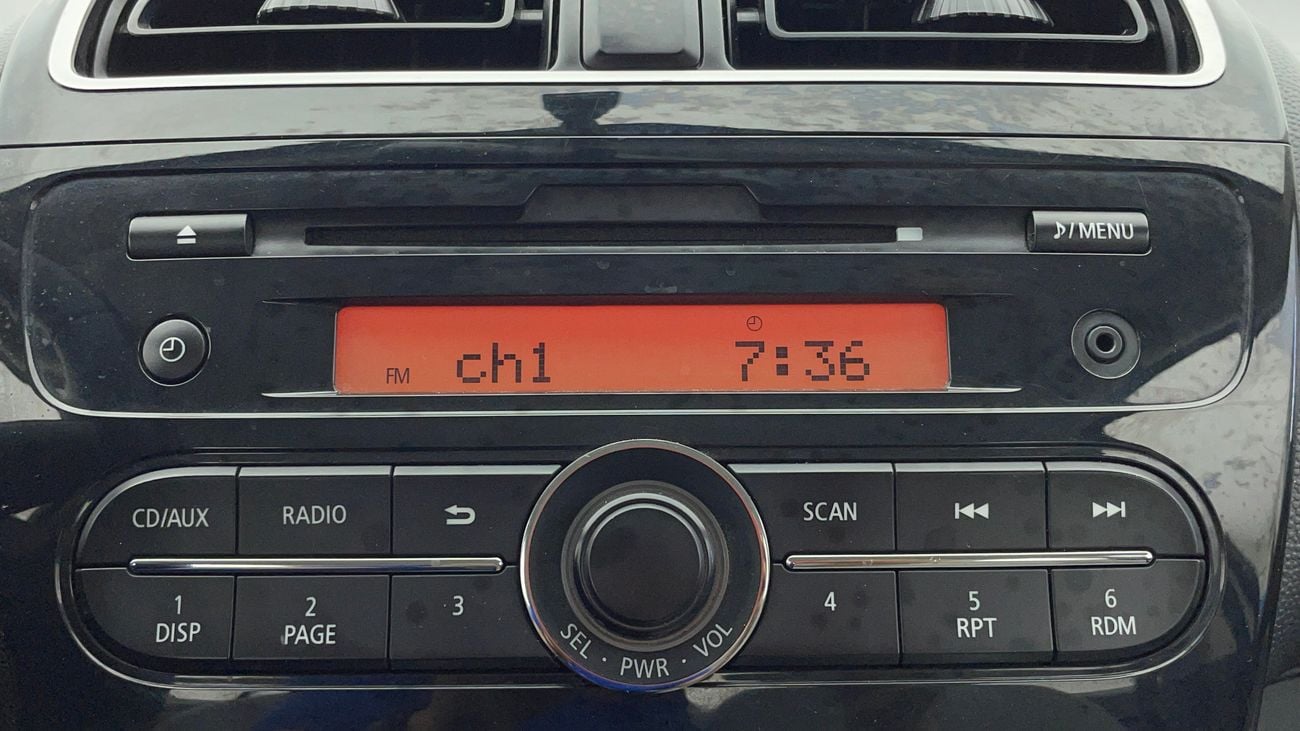 ♪/MENU
FM ch1 7:36
CD/AUX RADIO SCAN
1 2 3 4 5 6
DISP PAGE RPT RDM
SEL · PWR · VOL